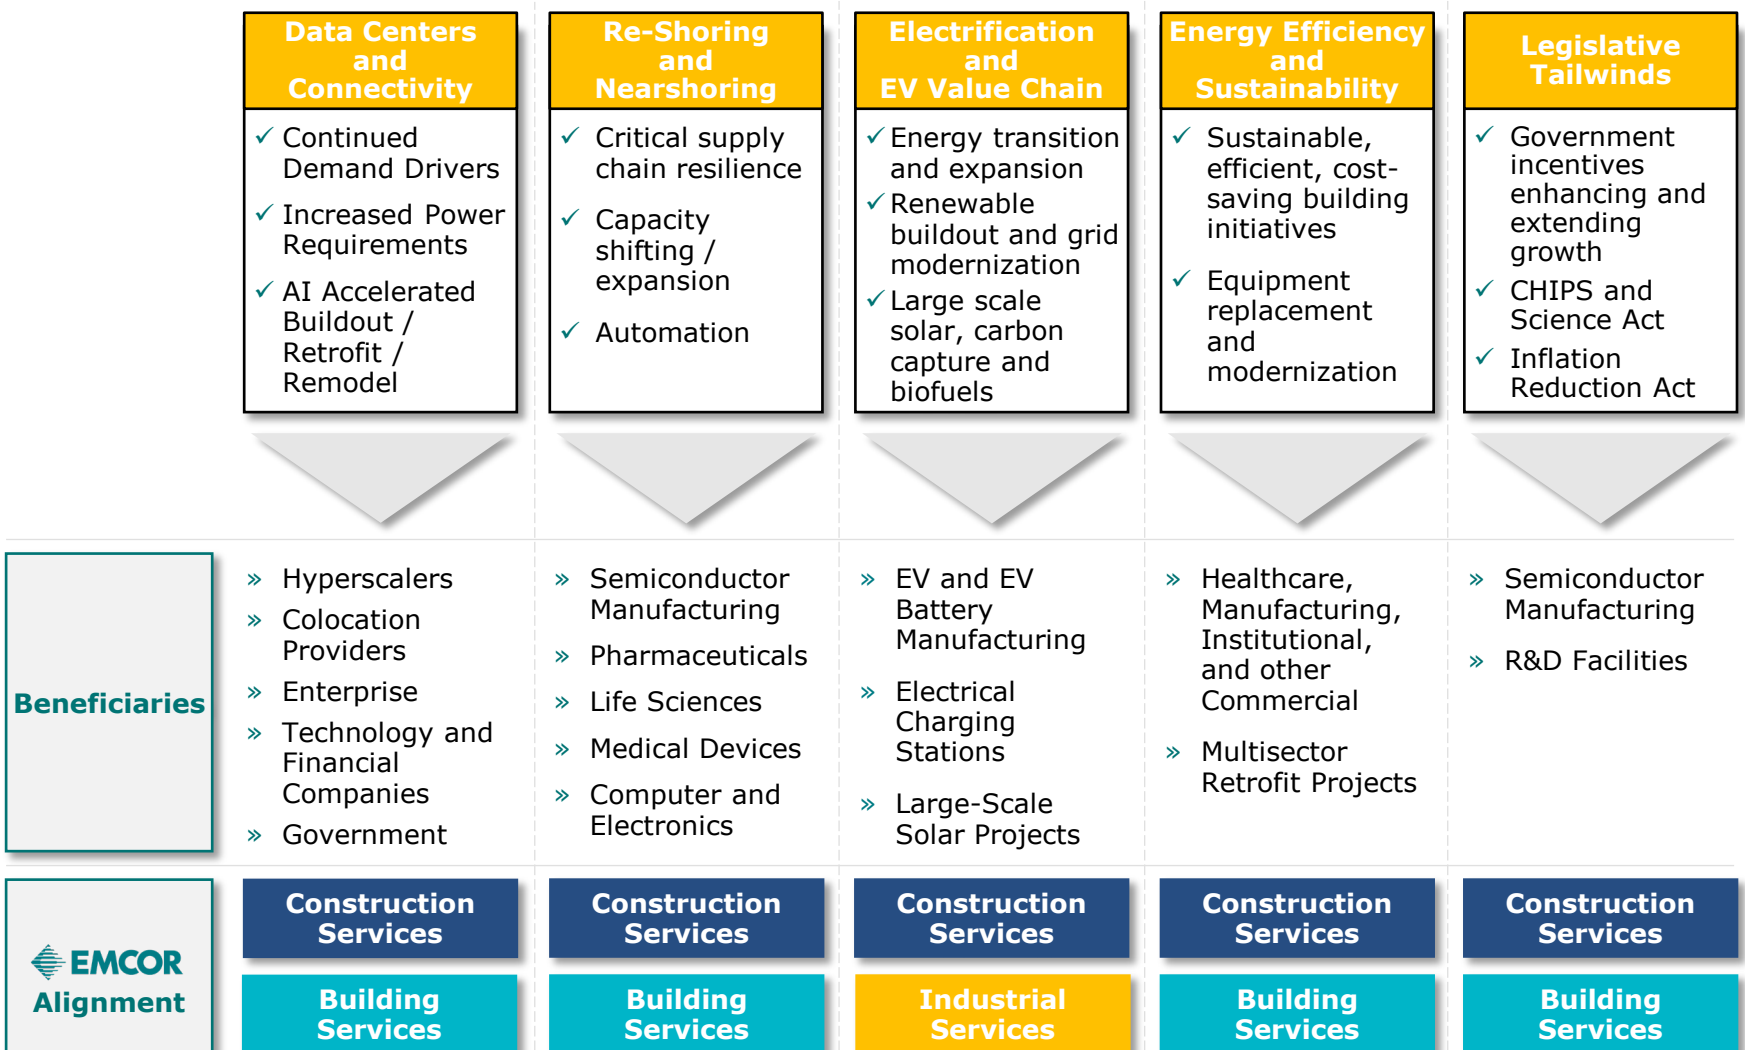 Data Centers
and
Connectivity
Continued
Demand Drivers
Increased Power
Requirements
AI Accelerated
Buildout /
Retrofit /
Remodel
Re-Shoring
and
Nearshoring
Critical supply
chain resilience
Capacity
shifting /
expansion
Automation
Electrification
and
EV Value Chain
Energy transition
and expansion
Renewable
buildout and grid
modernization
Large scale
solar, carbon
capture and
biofuels
Energy Efficiency
and
Sustainability
Sustainable,
efficient, cost-
saving building
initiatives
Equipment
replacement
and
modernization
Legislative
Tailwinds
Government
incentives
enhancing and
extending
growth
CHIPS and
Science Act
Inflation
Reduction Act
Beneficiaries
» Hyperscalers
» Colocation
Providers
» Enterprise
» Technology and
Financial
Companies
» Government
» Semiconductor
Manufacturing
» Pharmaceuticals
» Life Sciences
» Medical Devices
» Computer and
Electronics
» EV and EV
Battery
Manufacturing
» Electrical
Charging
Stations
» Large-Scale
Solar Projects
» Healthcare,
Manufacturing,
Institutional,
and other
Commercial
» Multisector
Retrofit Projects
» Semiconductor
Manufacturing
» R&D Facilities
EMCOR
Alignment
Construction
Services
Building
Services
Construction
Services
Building
Services
Construction
Services
Industrial
Services
Construction
Services
Building
Services
Construction
Services
Building
Services